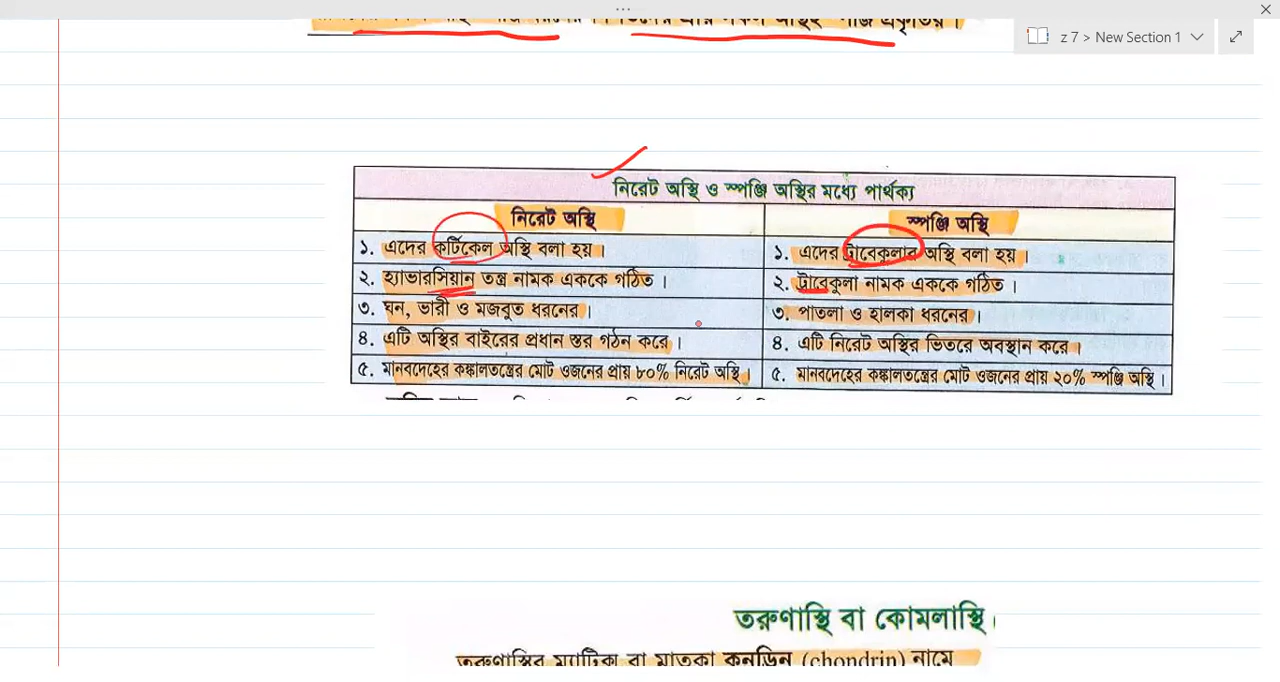 z 7 > New Section 1
নিরেট অস্থি ও স্পঞ্জি অস্থির মধ্যে পার্থক্য
নিরেট অস্থি
স্পঞ্জি অস্থি
১. এদের কর্টিকেল অস্থি বলা হয়।
১. এদের ট্রাবেকুলার অস্থি বলা হয়।
২. হ্যাভারসিয়ান তন্ত্র নামক এককে গঠিত।
২. ট্রাবেকুলা নামক এককে গঠিত।
৩. ঘন, ভারী ও মজবুত ধরনের।
৩. পাতলা ও হালকা ধরনের।
৪. এটি অস্থির বাইরের প্রধান স্তর গঠন করে।
৪. এটি নিরেট অস্থির ভিতরে অবস্থান করে।
৫. মানবদেহের কঙ্কালতন্ত্রের মোট ওজনের প্রায় ৮০% নিরেট অস্থি।
৫. মানবদেহের কঙ্কালতন্ত্রের মোট ওজনের প্রায় ২০% স্পঞ্জি অস্থি।
তরুণাস্থি বা কোমলাস্থি।
তরুণাস্থির ম্যাট্রিক্স বা মাতৃকা কনড্রিন (chondrin) নামে